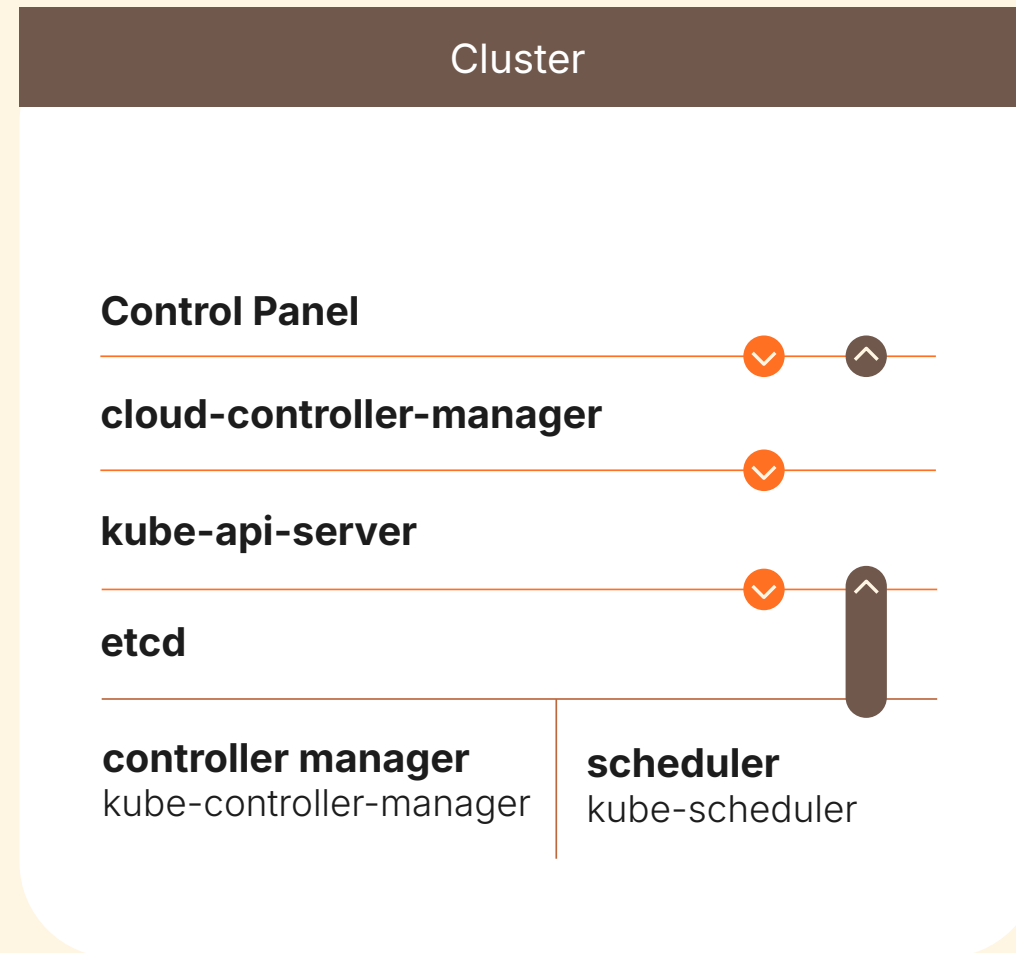 Cluster
Control Panel
cloud-controller-manager
kube-api-server
etcd
controller manager
kube-controller-manager
scheduler
kube-scheduler